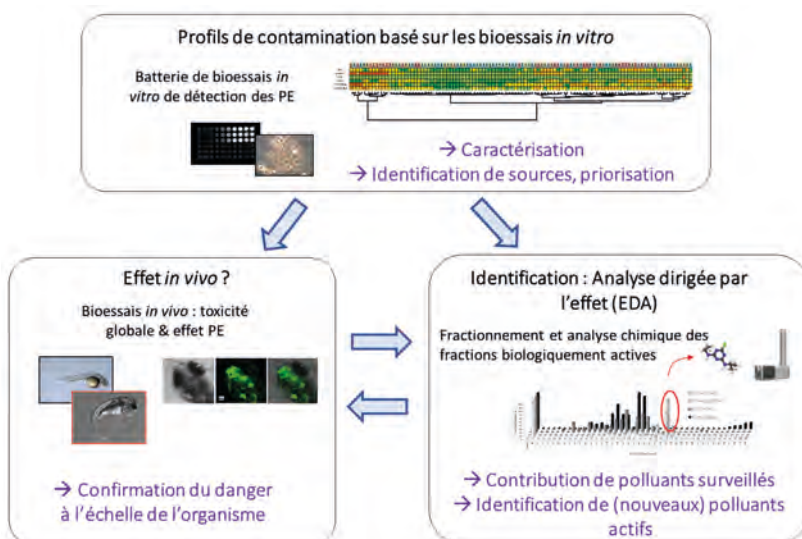 Profils de contamination basé sur les bioessais in vitro
Batterie de bioessais in
vitro de détection des PE
→ Caractérisation
→ Identification de sources, priorisation
Effet in vivo ?
Bioessais in vivo : toxicité
globale & effet PE
→ Confirmation du danger
à l’échelle de l’organisme
Identification : Analyse dirigée par
l’effet (EDA)
Fractionnement et analyse chimique des
fractions biologiquement actives
→ Contribution de polluants surveillés
→ Identification de (nouveaux) polluants
actifs